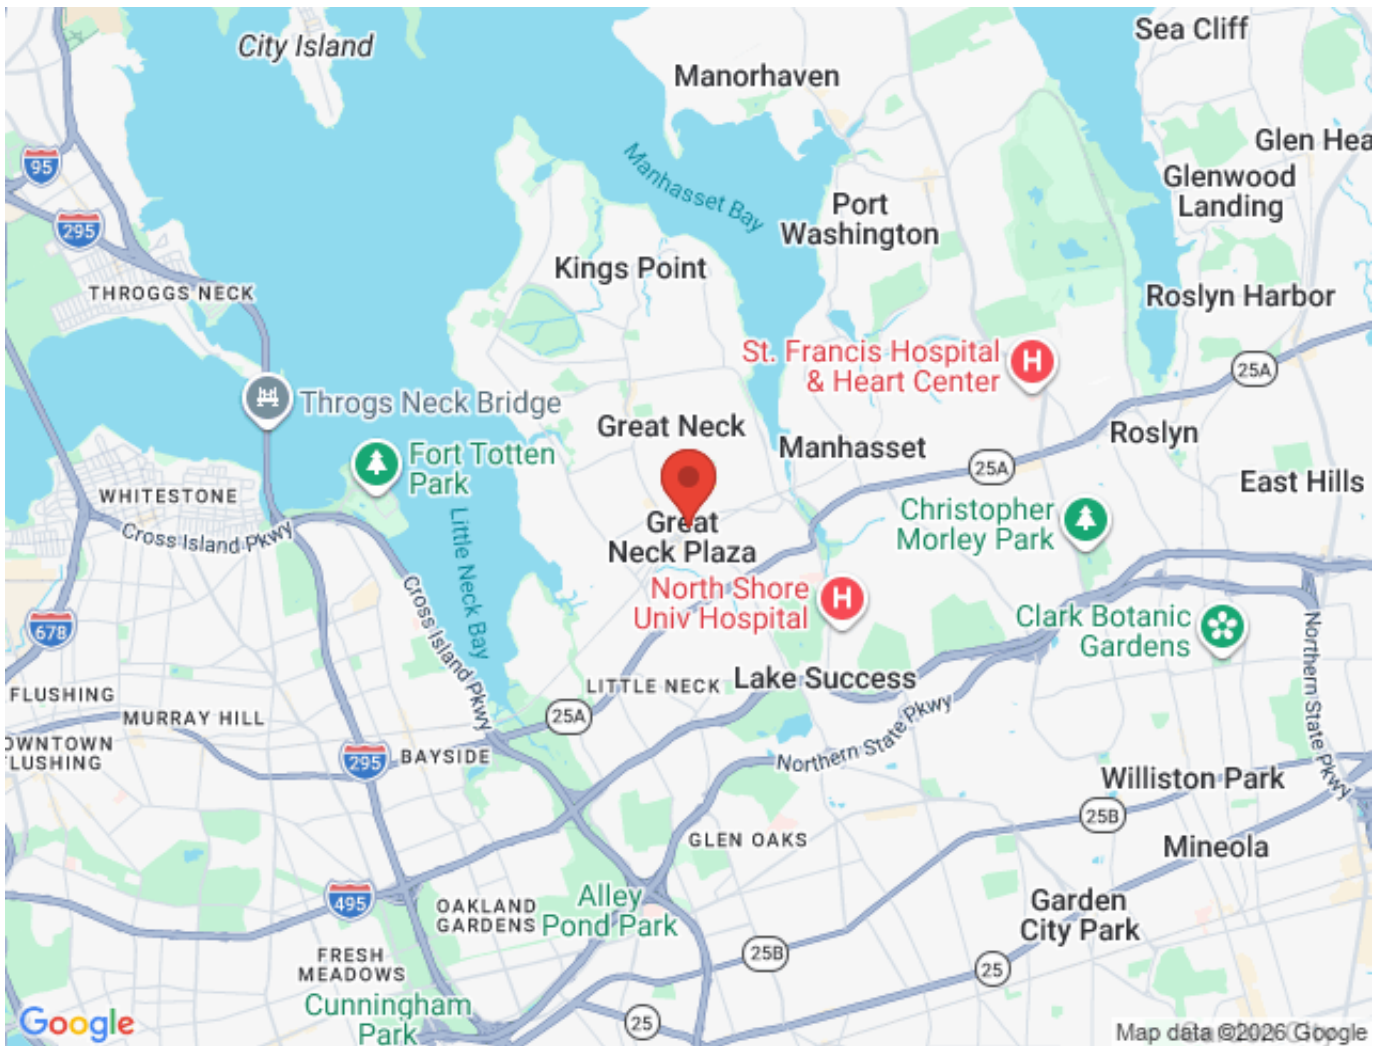 City Island
Manorhaven
Sea Cliff
Glen Hea
Glenwood
Landing
Manhasset Bay
Port
Washington
95
295
THROGGS NECK
Kings Point
Roslyn Harbor
St. Francis Hospital
& Heart Center
25A
Throgs Neck Bridge
Great Neck
Manhasset
Roslyn
Fort Totten
Park
25A
East Hills
WHITESTONE
Cross Island Pkwy
Little Neck Bay
Great
Neck Plaza
Christopher
Morley Park
North Shore
Univ Hospital
Cross Island Pkwy
678
Clark Botanic
Gardens
Northern State Pkwy
FLUSHING
MURRAY HILL
LITTLE NECK
Lake Success
25A
OWNTOWN
FLUSHING
295
BAYSIDE
Northern State Pkwy
Williston Park
25B
GLEN OAKS
Mineola
495
OAKLAND
GARDENS
Alley
Pond Park
Garden
City Park
FRESH
MEADOWS
25B
25
Cunningham
Park
25
Google
Map data ©2026 Google